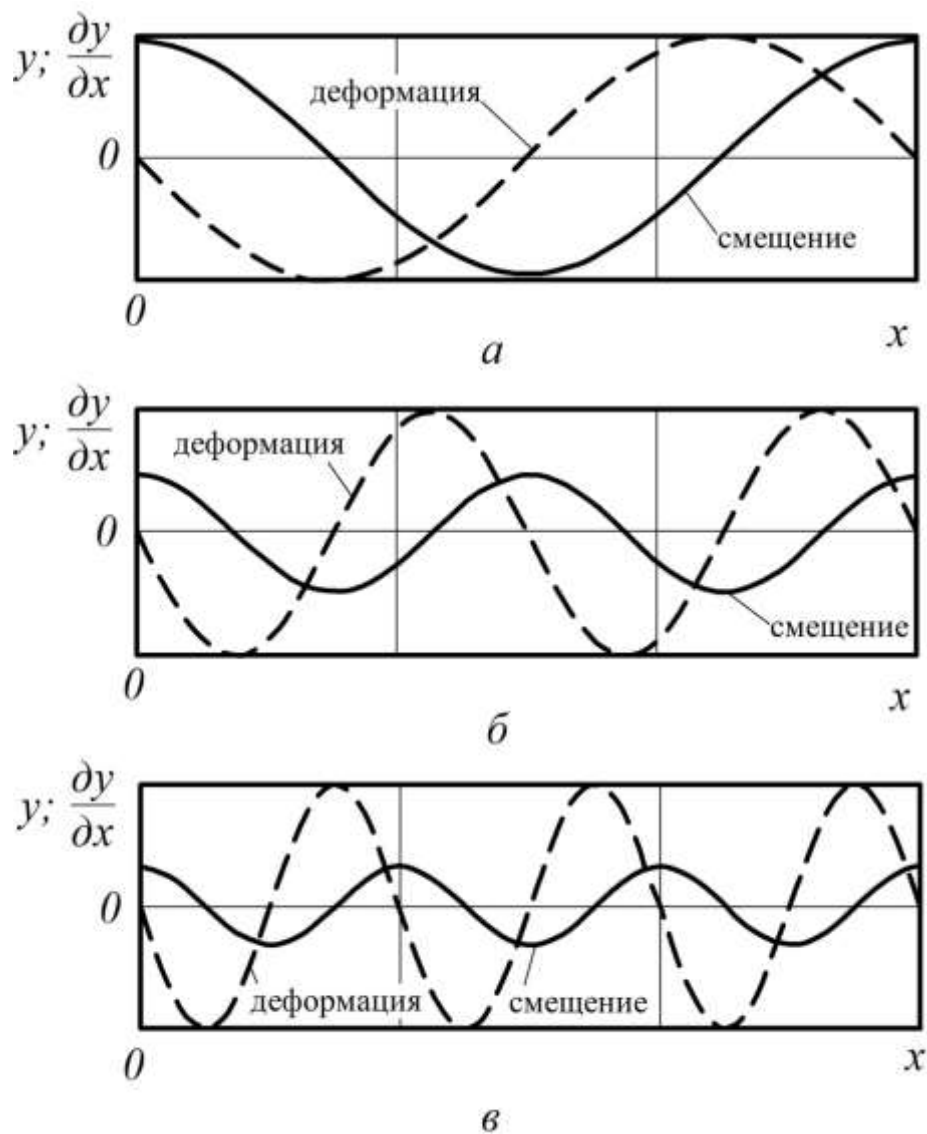 y; ∂y/∂x
деформация
0
смещение
0
x
а
y; ∂y/∂x
деформация
0
смещение
0
x
б
y; ∂y/∂x
0
деформация
смещение
0
x
в